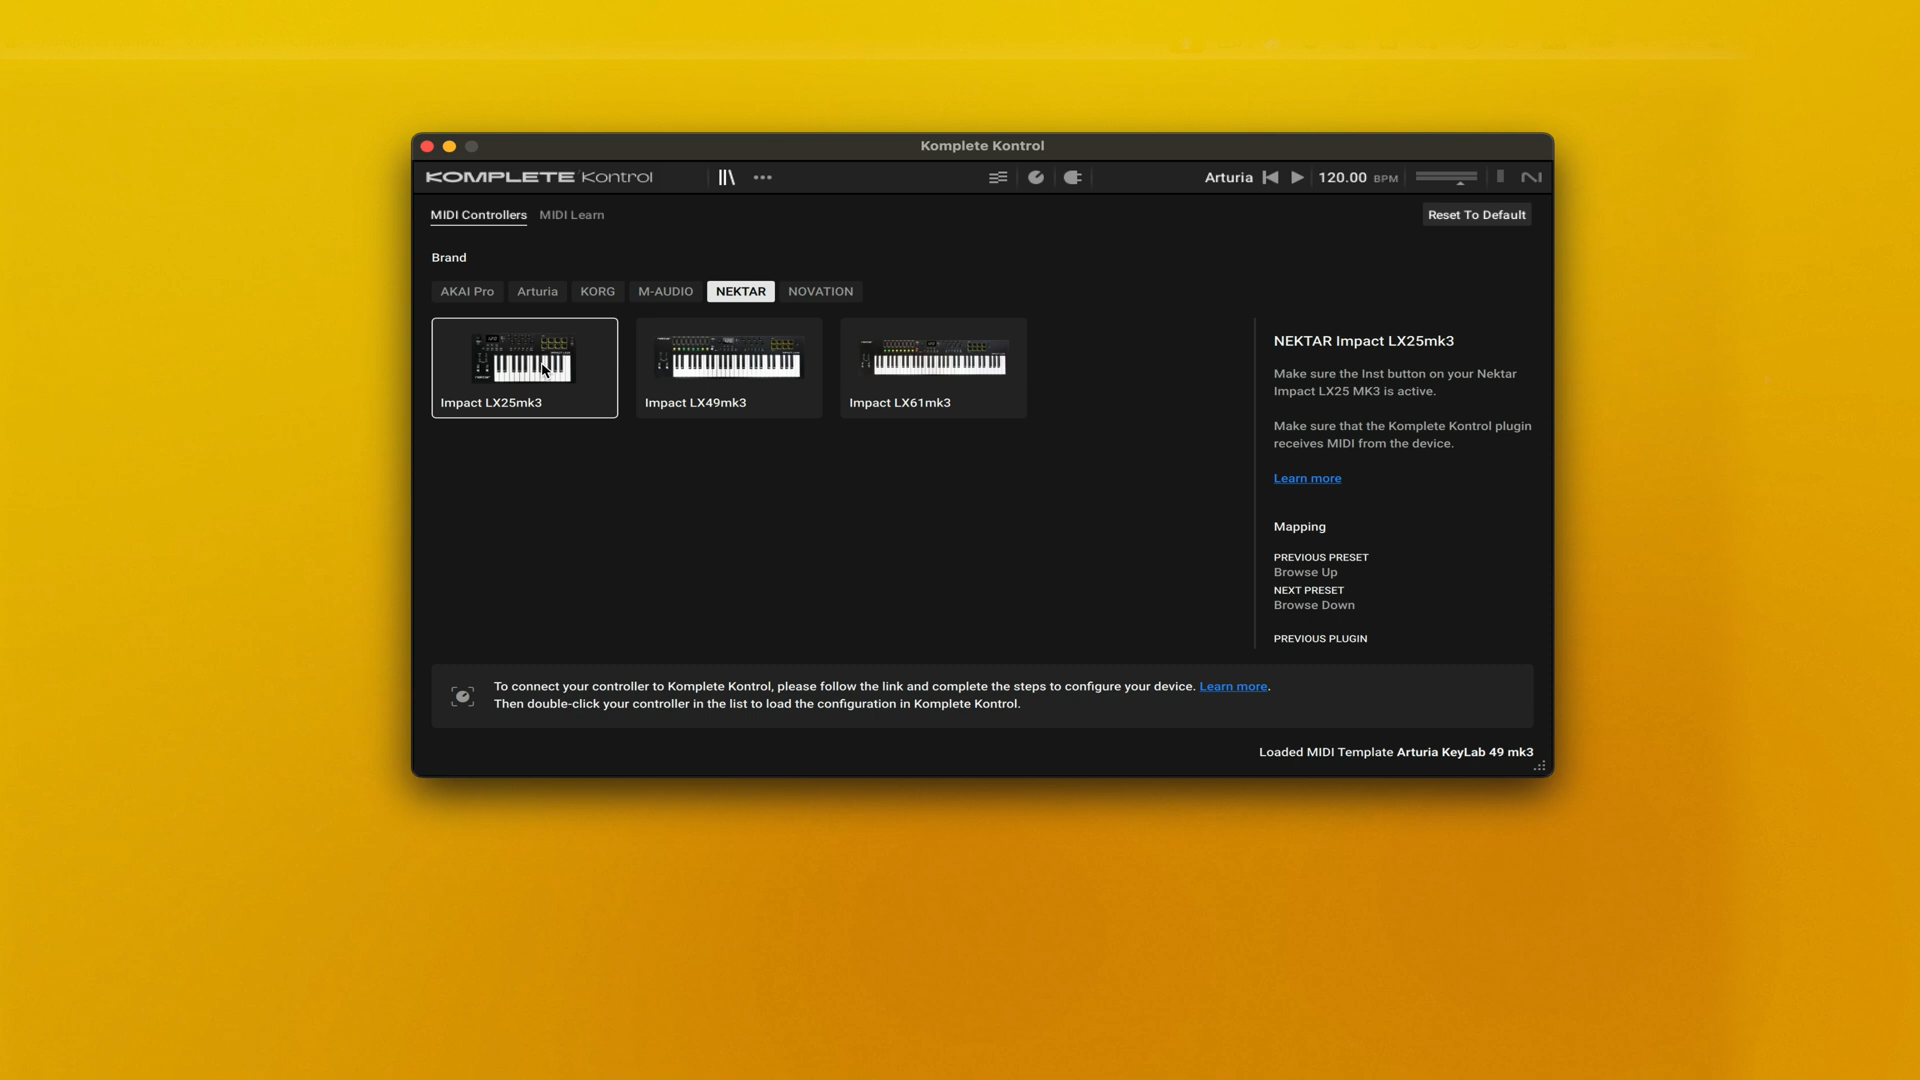 Komplete Kontrol
KOMPLETE Kontrol
Arturia
120.00 BPM
MIDI Controllers
MIDI Learn
Reset To Default
Brand
AKAI Pro
Arturia
KORG
M-AUDIO
NEKTAR
NOVATION
Impact LX25mk3
Impact LX49mk3
Impact LX61mk3
NEKTAR Impact LX25mk3
Make sure the Inst button on your Nektar
Impact LX25 MK3 is active.
Make sure that the Komplete Kontrol plugin
receives MIDI from the device.
Learn more
Mapping
PREVIOUS PRESET
Browse Up
NEXT PRESET
Browse Down
PREVIOUS PLUGIN
To connect your controller to Komplete Kontrol, please follow the link and complete the steps to configure your device. Learn more.
Then double-click your controller in the list to load the configuration in Komplete Kontrol.
Loaded MIDI Template Arturia KeyLab 49 mk3